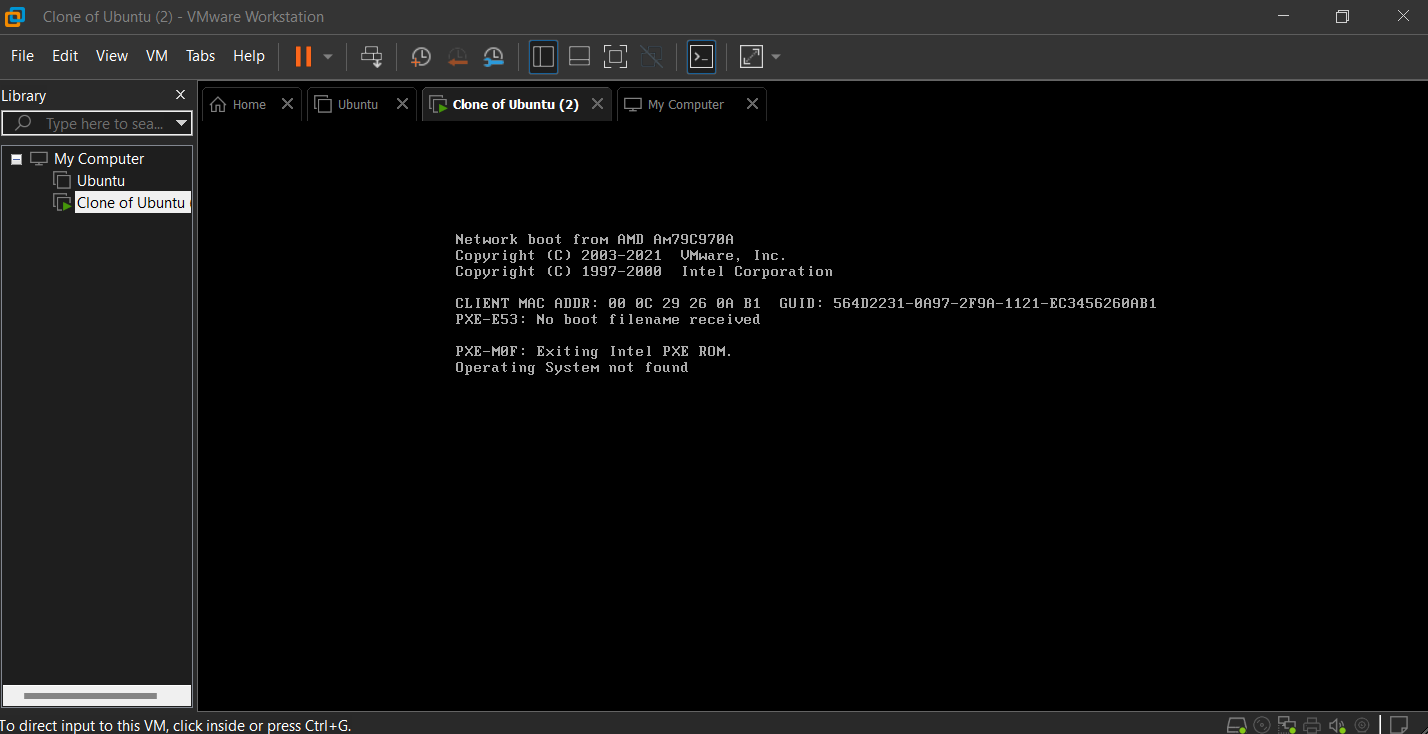 Clone of Ubuntu (2) - VMware Workstation
File Edit View VM Tabs Help
Library
Home
Ubuntu
Clone of Ubuntu (2)
My Computer
Type here to sea...
My Computer
Ubuntu
Clone of Ubuntu (
Network boot from AMD Am79C970A
Copyright (C) 2003-2021 VMware, Inc.
Copyright (C) 1997-2000 Intel Corporation
CLIENT MAC ADDR: 00 0C 29 26 0A B1 GUID: 564D2231-0A97-2F9A-1121-EC3456260AB1
PXE-E53: No boot filename received
PXE-M0F: Exiting Intel PXE ROM.
Operating System not found
To direct input to this VM, click inside or press Ctrl+G.